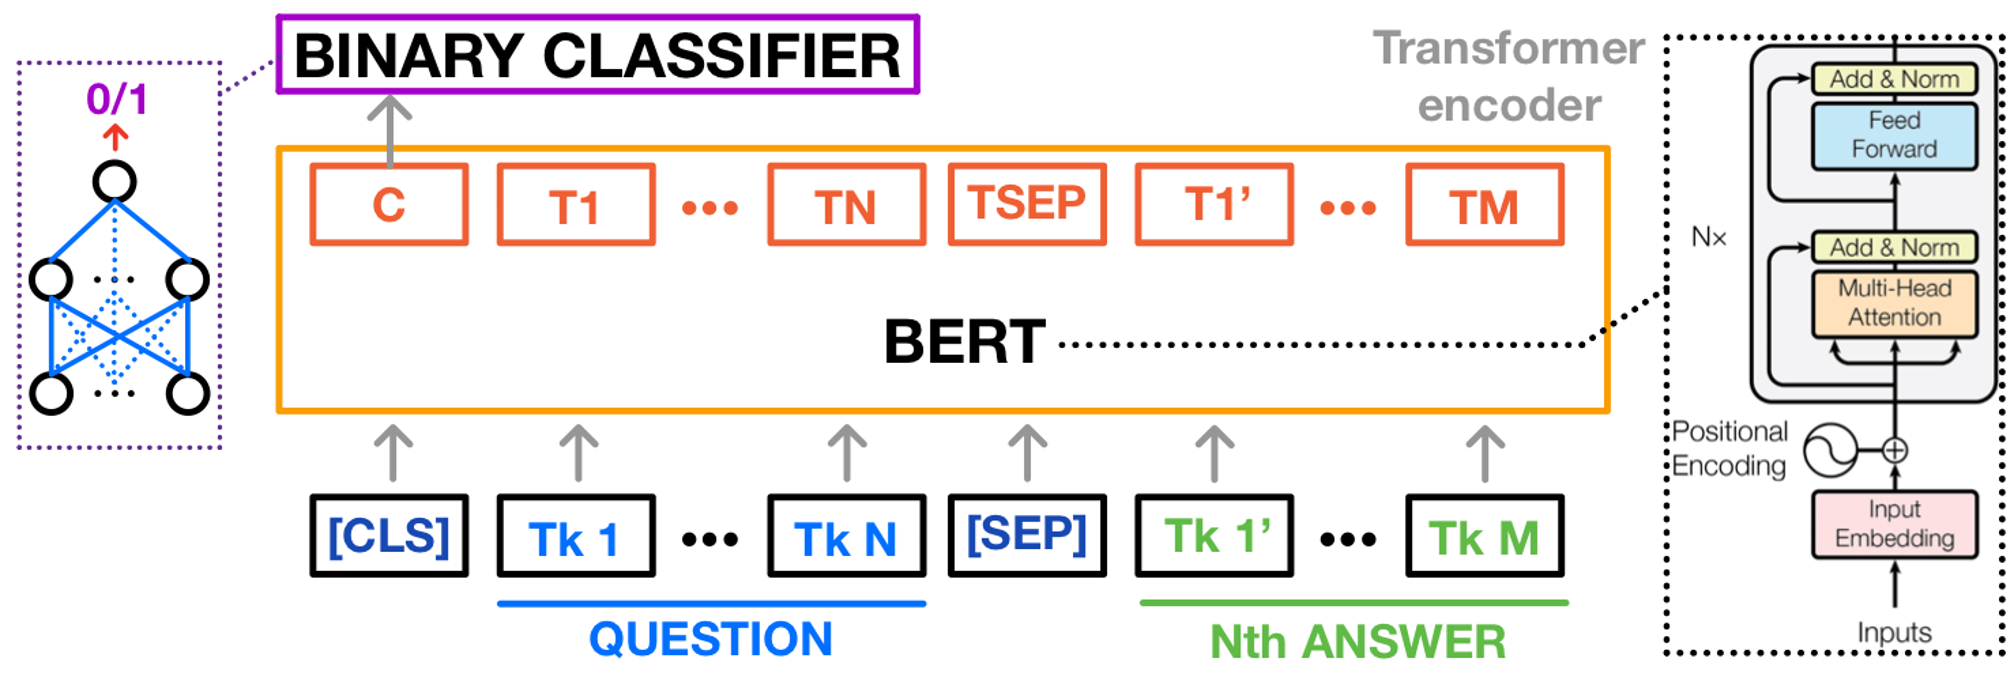 BINARY CLASSIFIER
0/1
Transformer
encoder
C
T1
•••
TN
TSEP
T1’
•••
TM
BERT
[CLS]
Tk 1
•••
Tk N
[SEP]
Tk 1’
•••
Tk M
QUESTION
Nth ANSWER
Add & Norm
Feed
Forward
N×
Add & Norm
Multi-Head
Attention
Positional
Encoding
Input
Embedding
Inputs